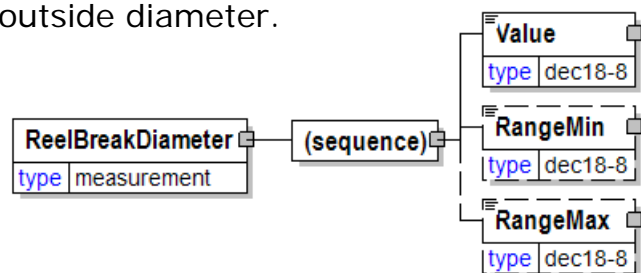 outside diameter.
Value
type dec18-8
ReelBreakDiameter
type measurement
(sequence)
RangeMin
type dec18-8
RangeMax
type dec18-8